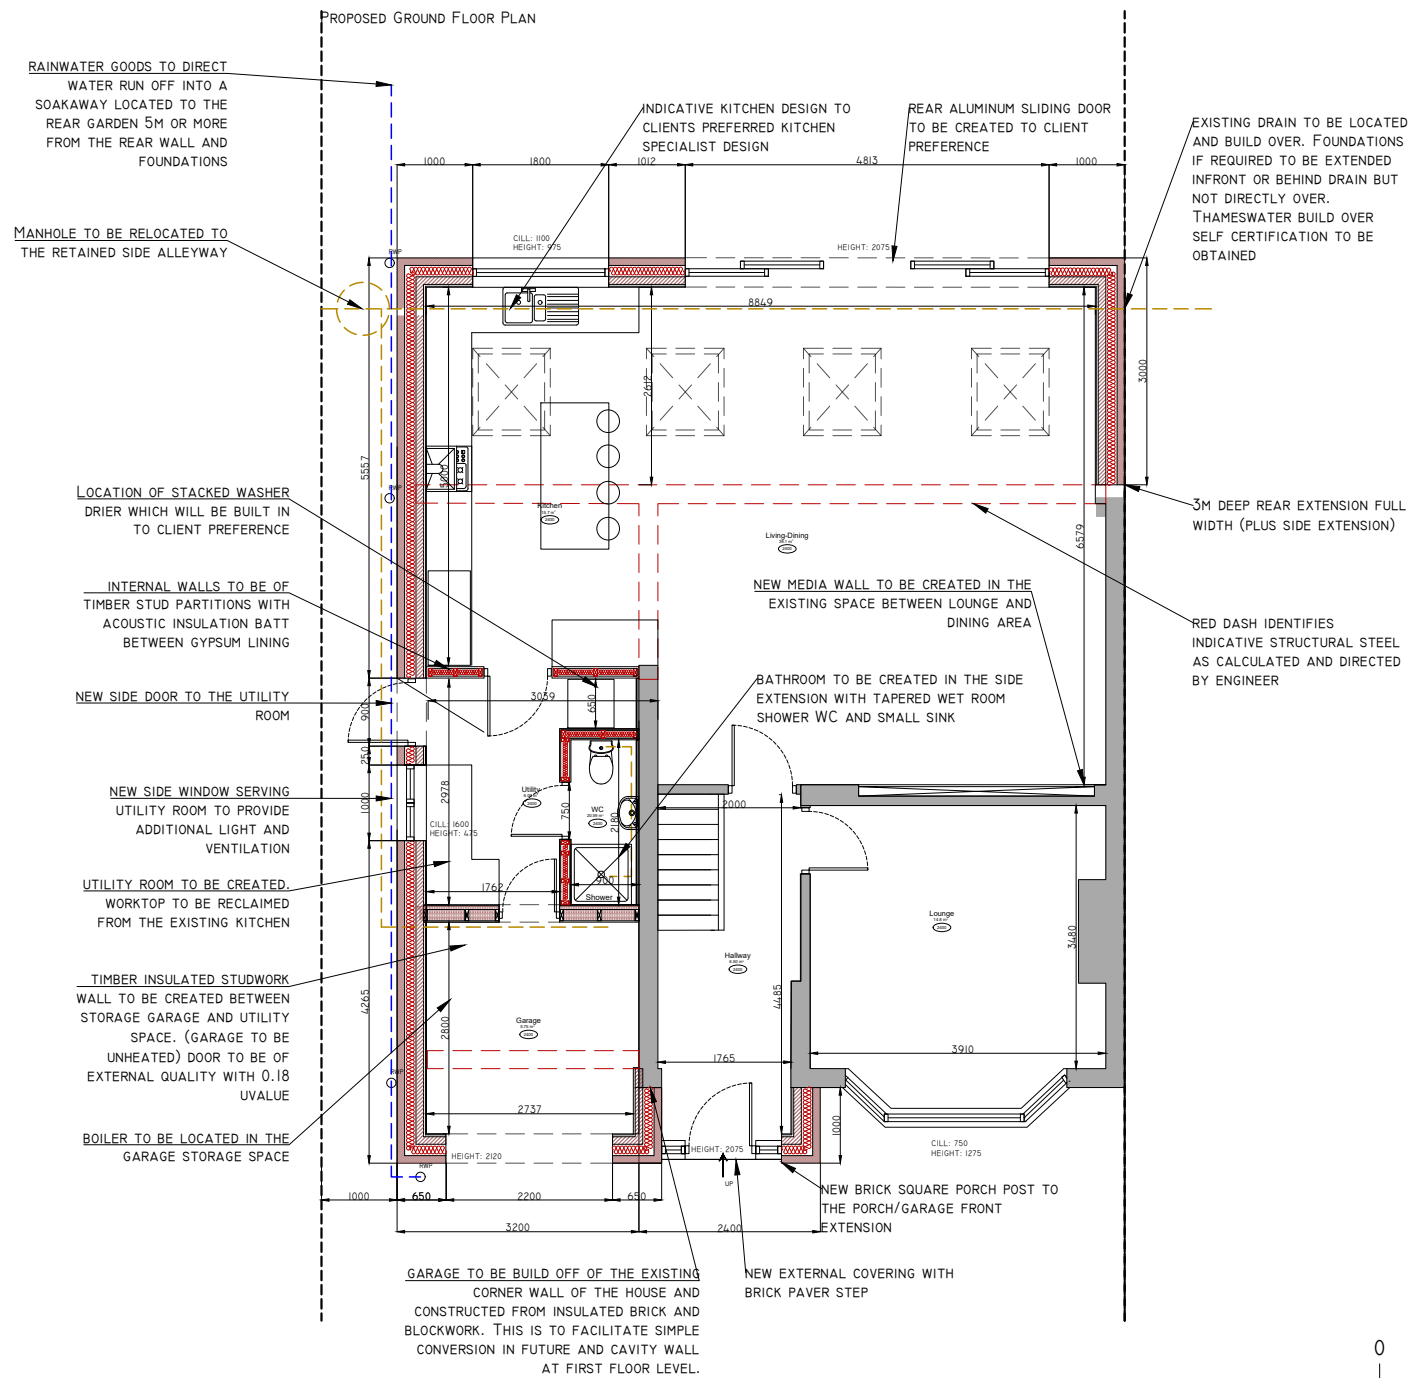 Proposed Ground Floor Plan
RAINWATER GOODS TO DIRECT
WATER RUN OFF INTO A
SOAKAWAY LOCATED TO THE
REAR GARDEN 5M OR MORE
FROM THE REAR WALL AND
FOUNDATIONS
INDICATIVE KITCHEN DESIGN TO
CLIENTS PREFERRED KITCHEN
SPECIALIST DESIGN
REAR ALUMINUM SLIDING DOOR
TO BE CREATED TO CLIENT
PREFERENCE
EXISTING DRAIN TO BE LOCATED
AND BUILD OVER. FOUNDATIONS
IF REQUIRED TO BE EXTENDED
INFRONT OR BEHIND DRAIN BUT
NOT DIRECTLY OVER.
THAMESWATER BUILD OVER
SELF CERTIFICATION TO BE
OBTAINED
1000
1800
1012
4813
1000
MANHOLE TO BE RELOCATED TO
THE RETAINED SIDE ALLEYWAY
RWP
CILL: 1100
HEIGHT: 975
HEIGHT: 2075
8849
3000
2612
5557
5000
6579
LOCATION OF STACKED WASHER
DRIER WHICH WILL BE BUILT IN
TO CLIENT PREFERENCE
RWP
Kitchen
2400
Living-Dining
2400
3M DEEP REAR EXTENSION FULL
WIDTH (PLUS SIDE EXTENSION)
INTERNAL WALLS TO BE OF
TIMBER STUD PARTITIONS WITH
ACOUSTIC INSULATION BATT
BETWEEN GYPSUM LINING
NEW MEDIA WALL TO BE CREATED IN THE
EXISTING SPACE BETWEEN LOUNGE AND
DINING AREA
RED DASH IDENTIFIES
INDICATIVE STRUCTURAL STEEL
AS CALCULATED AND DIRECTED
BY ENGINEER
NEW SIDE DOOR TO THE UTILITY
ROOM
3039
650
900
250
BATHROOM TO BE CREATED IN THE SIDE
EXTENSION WITH TAPERED WET ROOM
SHOWER WC AND SMALL SINK
NEW SIDE WINDOW SERVING
UTILITY ROOM TO PROVIDE
ADDITIONAL LIGHT AND
VENTILATION
1000
2978
CILL: 1600
HEIGHT: 475
Utility
2400
750
WC
2400
2180
2000
UTILITY ROOM TO BE CREATED.
WORKTOP TO BE RECLAIMED
FROM THE EXISTING KITCHEN
1762
900
Shower
Lounge
14.8 m²
2400
3480
Hallway
2400
4485
TIMBER INSULATED STUDWORK
WALL TO BE CREATED BETWEEN
STORAGE GARAGE AND UTILITY
SPACE. (GARAGE TO BE
UNHEATED) DOOR TO BE OF
EXTERNAL QUALITY WITH 0.18
UVALUE
4265
2800
Garage
2400
1765
3910
RWP
2737
1000
BOILER TO BE LOCATED IN THE
GARAGE STORAGE SPACE
HEIGHT: 2120
HEIGHT: 2075
CILL: 750
HEIGHT: 1275
RWP
UP
1000
650
2200
650
3200
2400
NEW BRICK SQUARE PORCH POST TO
THE PORCH/GARAGE FRONT
EXTENSION
GARAGE TO BE BUILD OFF OF THE EXISTING
CORNER WALL OF THE HOUSE AND
CONSTRUCTED FROM INSULATED BRICK AND
BLOCKWORK. THIS IS TO FACILITATE SIMPLE
CONVERSION IN FUTURE AND CAVITY WALL
AT FIRST FLOOR LEVEL.
NEW EXTERNAL COVERING WITH
BRICK PAVER STEP
0